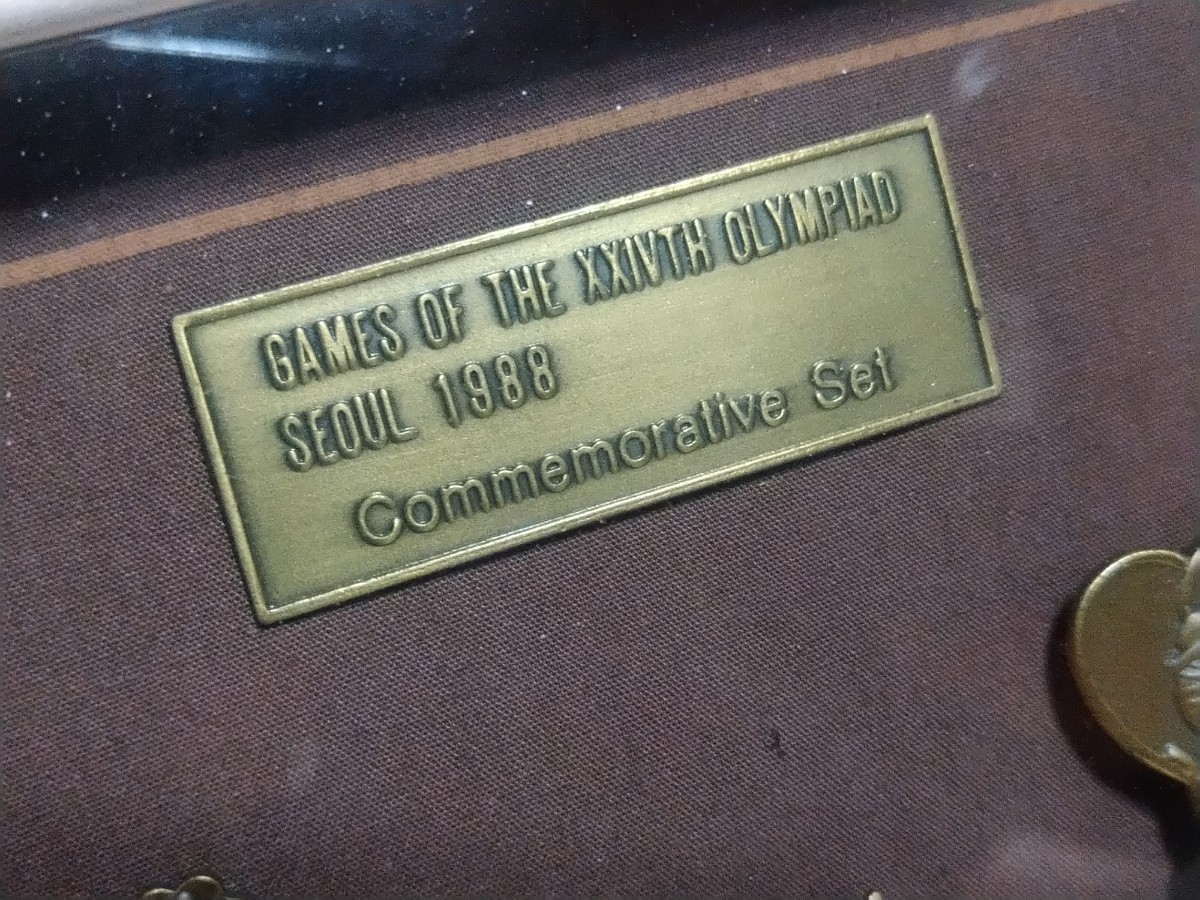 GAMES OF THE XXIVTH OLYMPIAD
SEOUL 1988
Commemorative Set